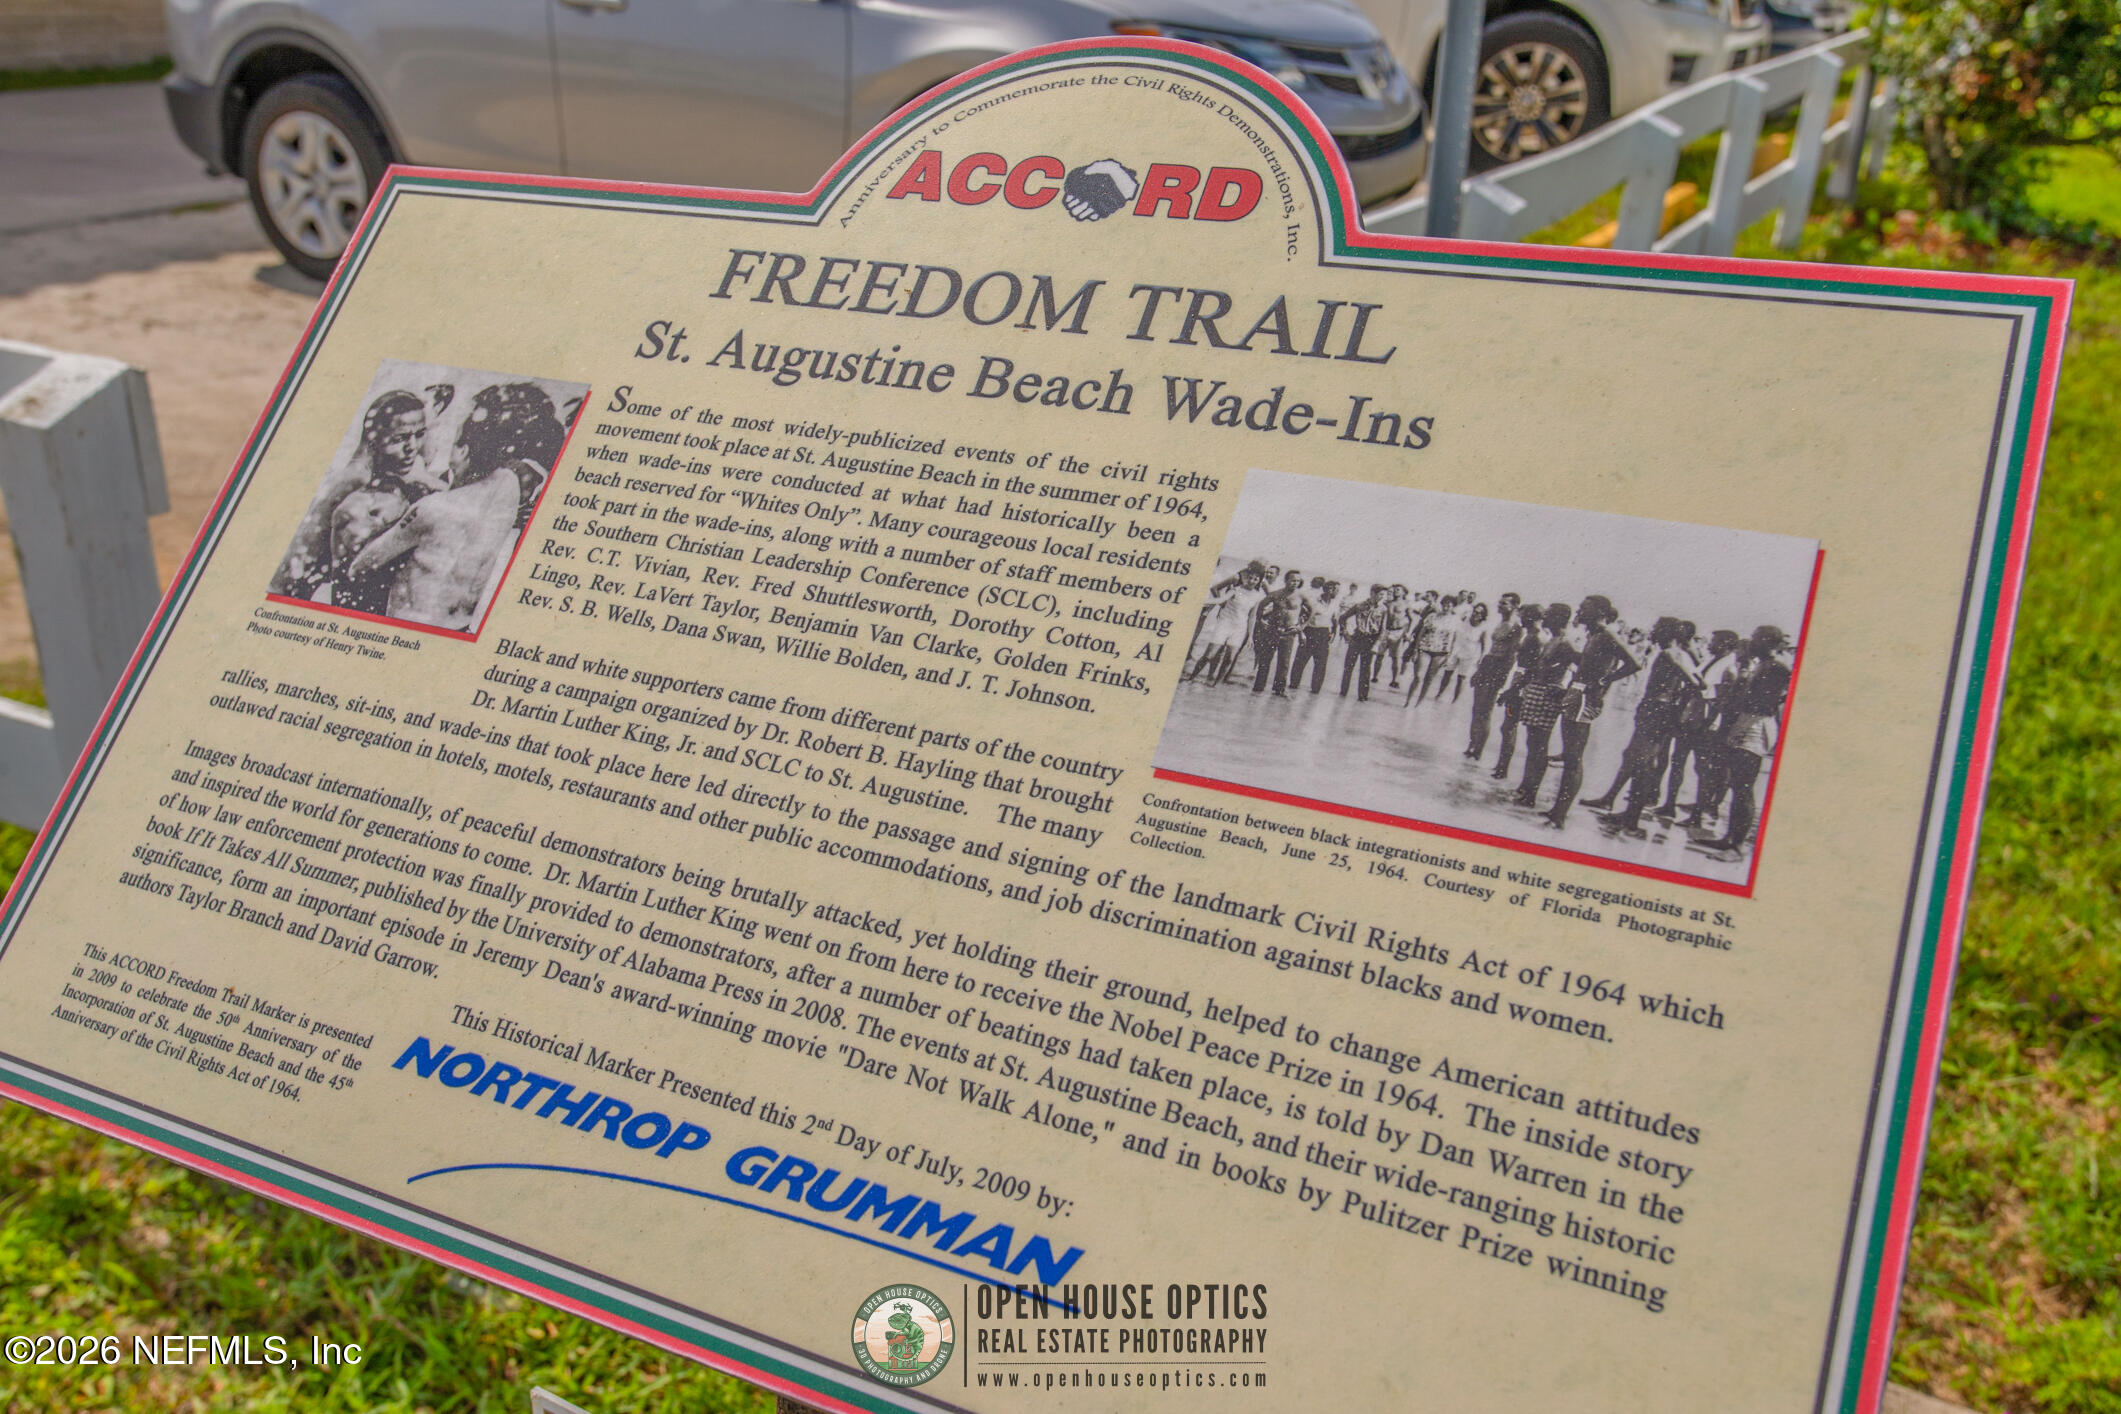 Anniversary to Commemorate the Civil Rights Demonstrations, Inc.
ACCORD
FREEDOM TRAIL
St. Augustine Beach Wade-Ins
Some of the most widely-publicized events of the civil rights
movement took place at St. Augustine Beach in the summer of 1964,
when wade-ins were conducted at what had historically been a
beach reserved for “Whites Only”. Many courageous local residents
took part in the wade-ins, along with a number of staff members of
the Southern Christian Leadership Conference (SCLC), including
Rev. C.T. Vivian, Rev. Fred Shuttlesworth, Dorothy Cotton, Al
Lingo, Rev. LaVert Taylor, Benjamin Van Clarke, Golden Frinks,
Rev. S. B. Wells, Dana Swan, Willie Bolden, and J. T. Johnson.
Confrontation at St. Augustine Beach
Photo courtesy of Henry Twine.
Black and white supporters came from different parts of the country
during a campaign organized by Dr. Robert B. Hayling that brought
Dr. Martin Luther King, Jr. and SCLC to St. Augustine. The many
rallies, marches, sit-ins, and wade-ins that took place here led directly to the passage and signing of the landmark Civil Rights Act of 1964 which
outlawed racial segregation in hotels, motels, restaurants and other public accommodations, and job discrimination against blacks and women.
Confrontation between black integrationists and white segregationists at St.
Augustine Beach, June 25, 1964. Courtesy of Florida Photographic
Collection.
Images broadcast internationally, of peaceful demonstrators being brutally attacked, yet holding their ground, helped to change American attitudes
and inspired the world for generations to come. Dr. Martin Luther King went on from here to receive the Nobel Peace Prize in 1964. The inside story
of how law enforcement protection was finally provided to demonstrators, after a number of beatings had taken place, is told by Dan Warren in the
book If It Takes All Summer, published by the University of Alabama Press in 2008. The events at St. Augustine Beach, and their wide-ranging historic
significance, form an important episode in Jeremy Dean's award-winning movie "Dare Not Walk Alone," and in books by Pulitzer Prize winning
authors Taylor Branch and David Garrow.
This ACCORD Freedom Trail Marker is presented
in 2009 to celebrate the 50th Anniversary of the
Incorporation of St. Augustine Beach and the 45th
Anniversary of the Civil Rights Act of 1964.
This Historical Marker Presented this 2nd Day of July, 2009 by:
NORTHROP GRUMMAN
OPEN HOUSE OPTICS
3D PHOTOGRAPHY AND DRONE
OPEN HOUSE OPTICS
REAL ESTATE PHOTOGRAPHY
www.openhouseoptics.com
©2026 NEFMLS, Inc